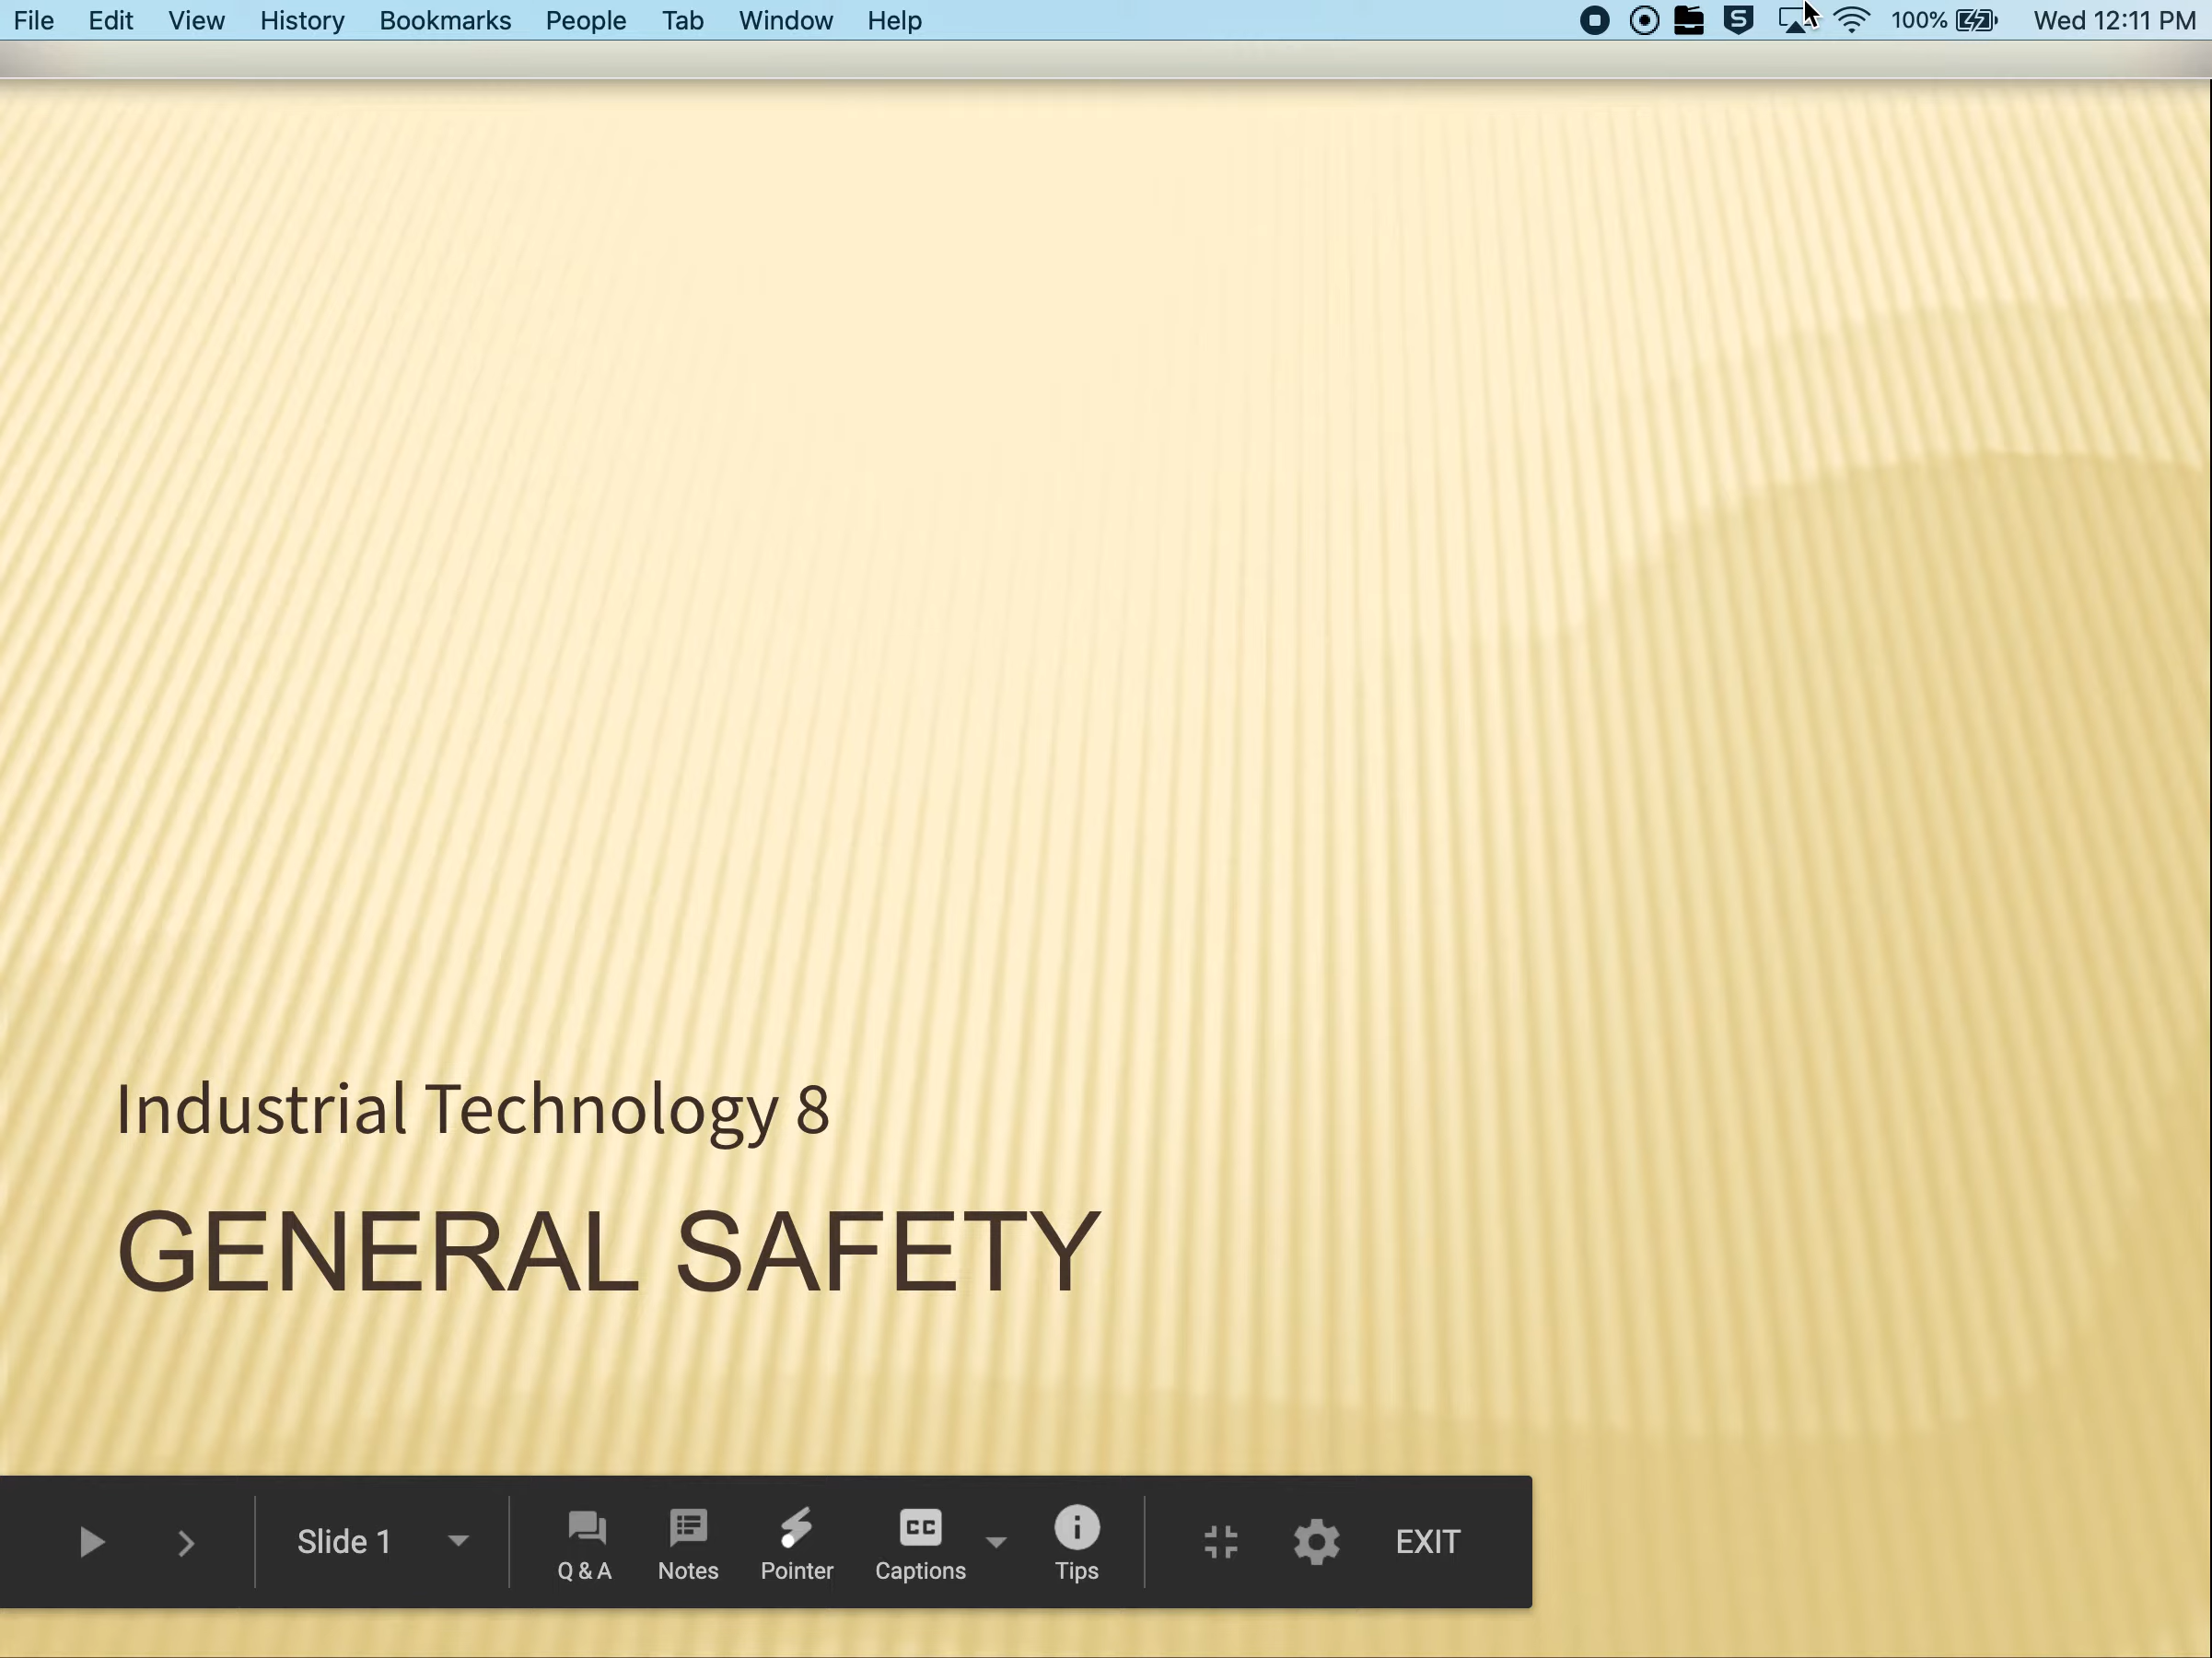 File Edit View History Bookmarks People Tab Window Help S 100% Wed 12:11 PM
Industrial Technology 8
GENERAL SAFETY
Slide 1 Q & A Notes Pointer CC Captions Tips EXIT